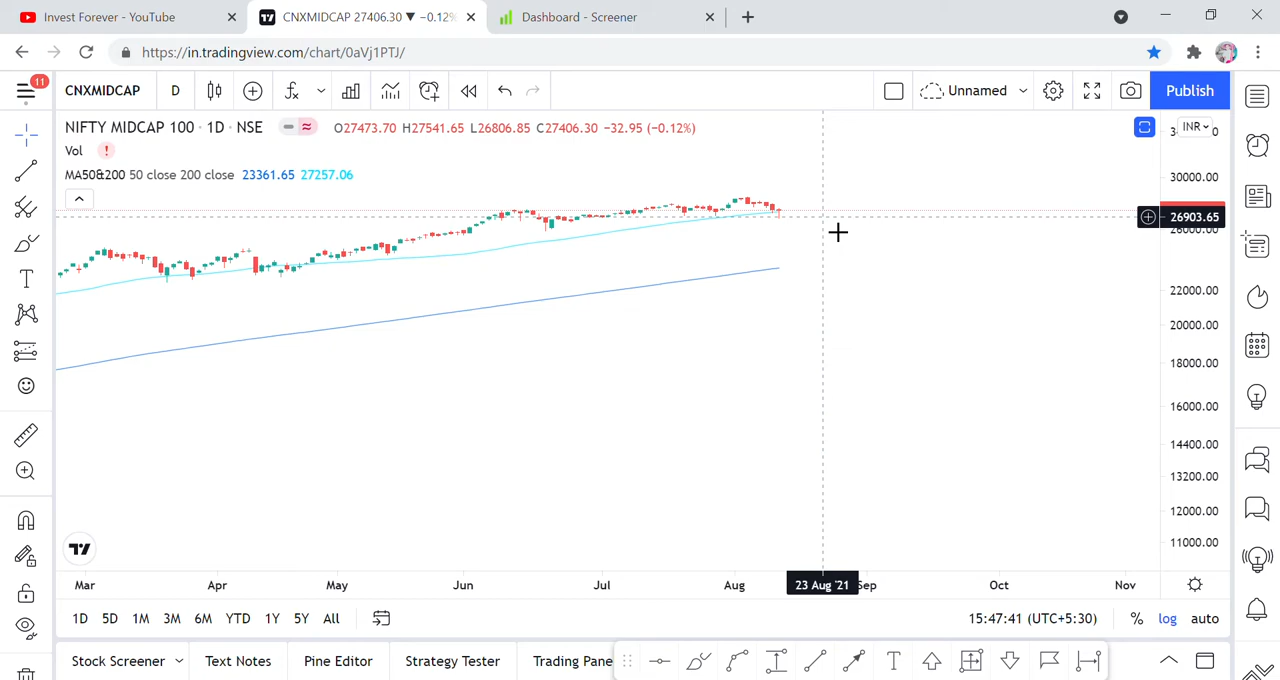 Invest Forever - YouTube
CNXMIDCAP 27406.30 ▼ −0.12%
Dashboard - Screener
https://in.tradingview.com/chart/0aVj1PTJ/
11
CNXMIDCAP
D
Unnamed
Publish
NIFTY MIDCAP 100 · 1D · NSE
O27473.70 H27541.65 L26806.85 C27406.30 −32.95 (−0.12%)
INR
Vol
MA50&200 50 close 200 close 23361.65 27257.06
30000.00
26903.65
22000.00
20000.00
18000.00
16000.00
14400.00
13200.00
12000.00
11000.00
Mar Apr May Jun Jul Aug 23 Aug '21 Sep Oct Nov
1D 5D 1M 3M 6M YTD 1Y 5Y All
15:47:41 (UTC+5:30) % log auto
Stock Screener Text Notes Pine Editor Strategy Tester Trading Pane